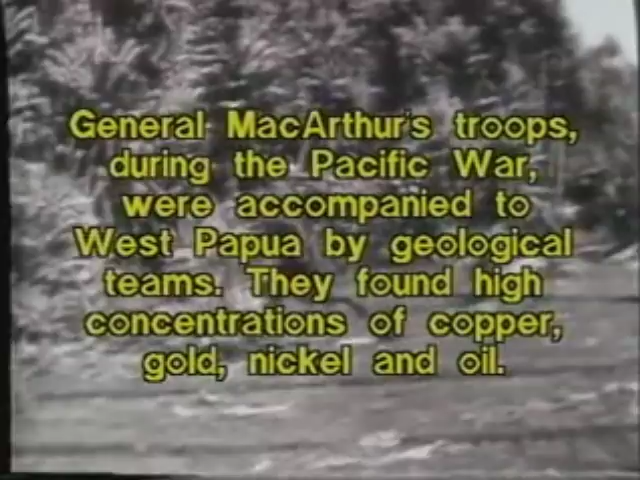 General MacArthur's troops,
during the Pacific War,
were accompanied to
West Papua by geological
teams. They found high
concentrations of copper,
gold, nickel and oil.